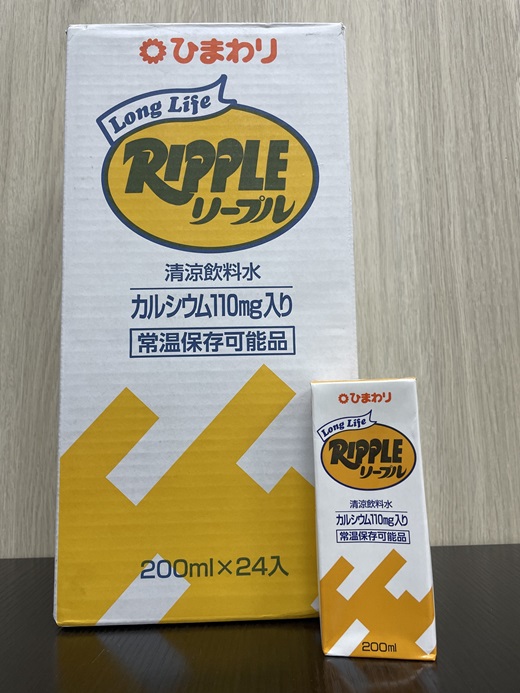 ひまわり
Long Life
RIPPLE
リープル
清涼飲料水
カルシウム110mg入り
常温保存可能品
200ml×24入
ひまわり
Long Life
RIPPLE
リープル
清涼飲料水
カルシウム110mg入り
常温保存可能品
200ml